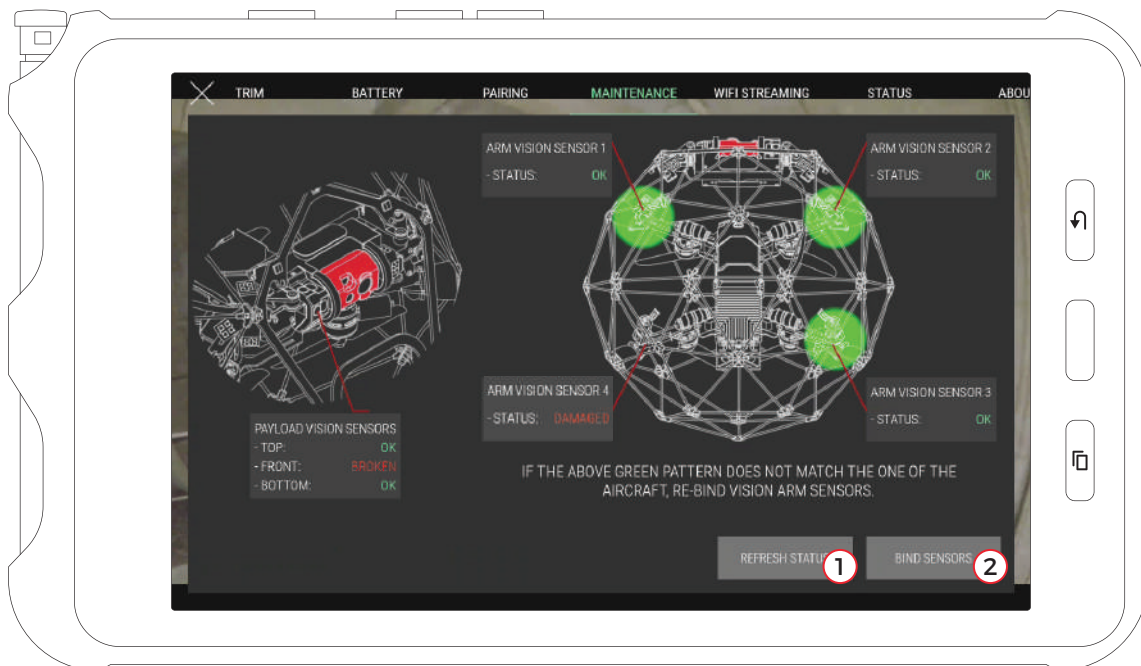 TRIM BATTERY PAIRING MAINTENANCE WIFI STREAMING STATUS ABOU
ARM VISION SENSOR 1
- STATUS: OK
ARM VISION SENSOR 2
- STATUS: OK
ARM VISION SENSOR 4
- STATUS: DAMAGED
ARM VISION SENSOR 3
- STATUS: OK
PAYLOAD VISION SENSORS
- TOP: OK
- FRONT: BROKEN
- BOTTOM: OK
IF THE ABOVE GREEN PATTERN DOES NOT MATCH THE ONE OF THE
AIRCRAFT, RE-BIND VISION ARM SENSORS.
REFRESH STATUS 1
BIND SENSORS 2